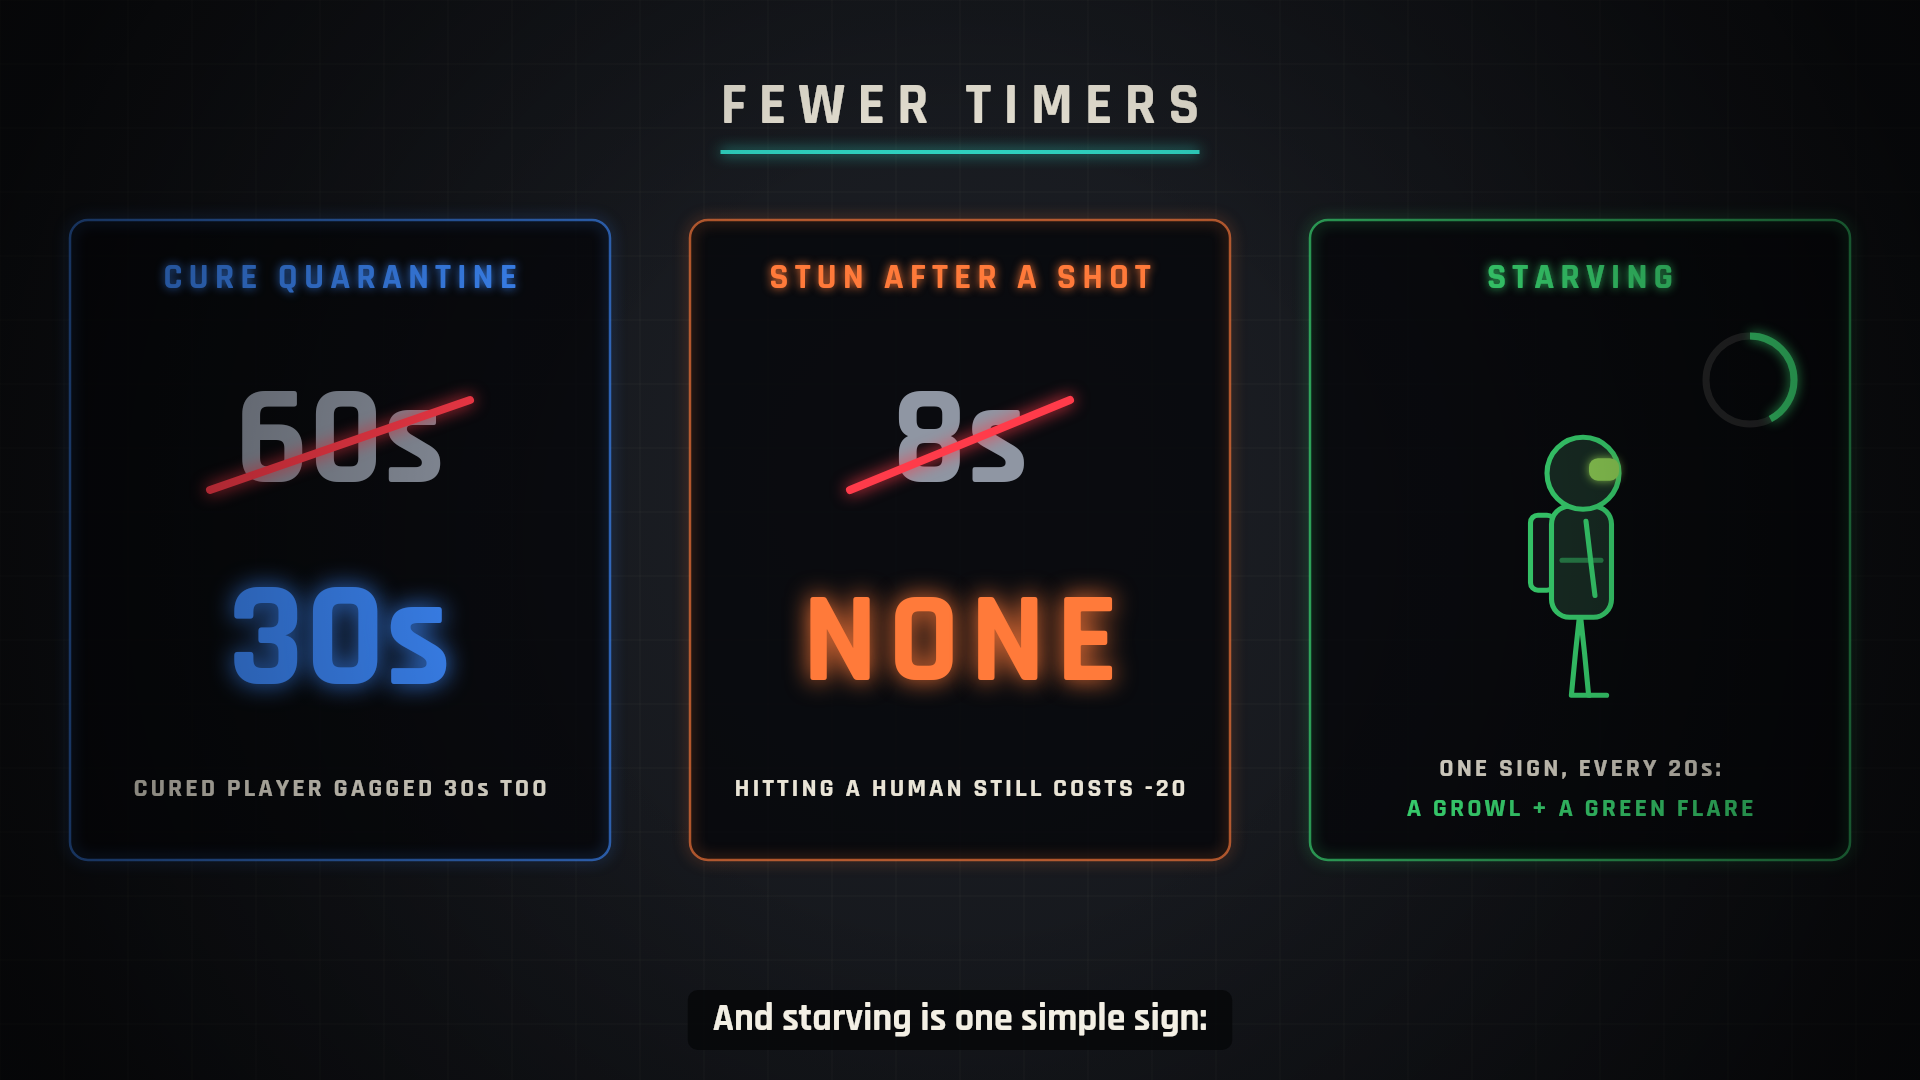 FEWER TIMERS
CURE QUARANTINE
60s
30s
CURED PLAYER GAGGED 30s TOO
STUN AFTER A SHOT
8s
NONE
HITTING A HUMAN STILL COSTS -20
STARVING
ONE SIGN, EVERY 20s:
A GROWL + A GREEN FLARE
And starving is one simple sign: